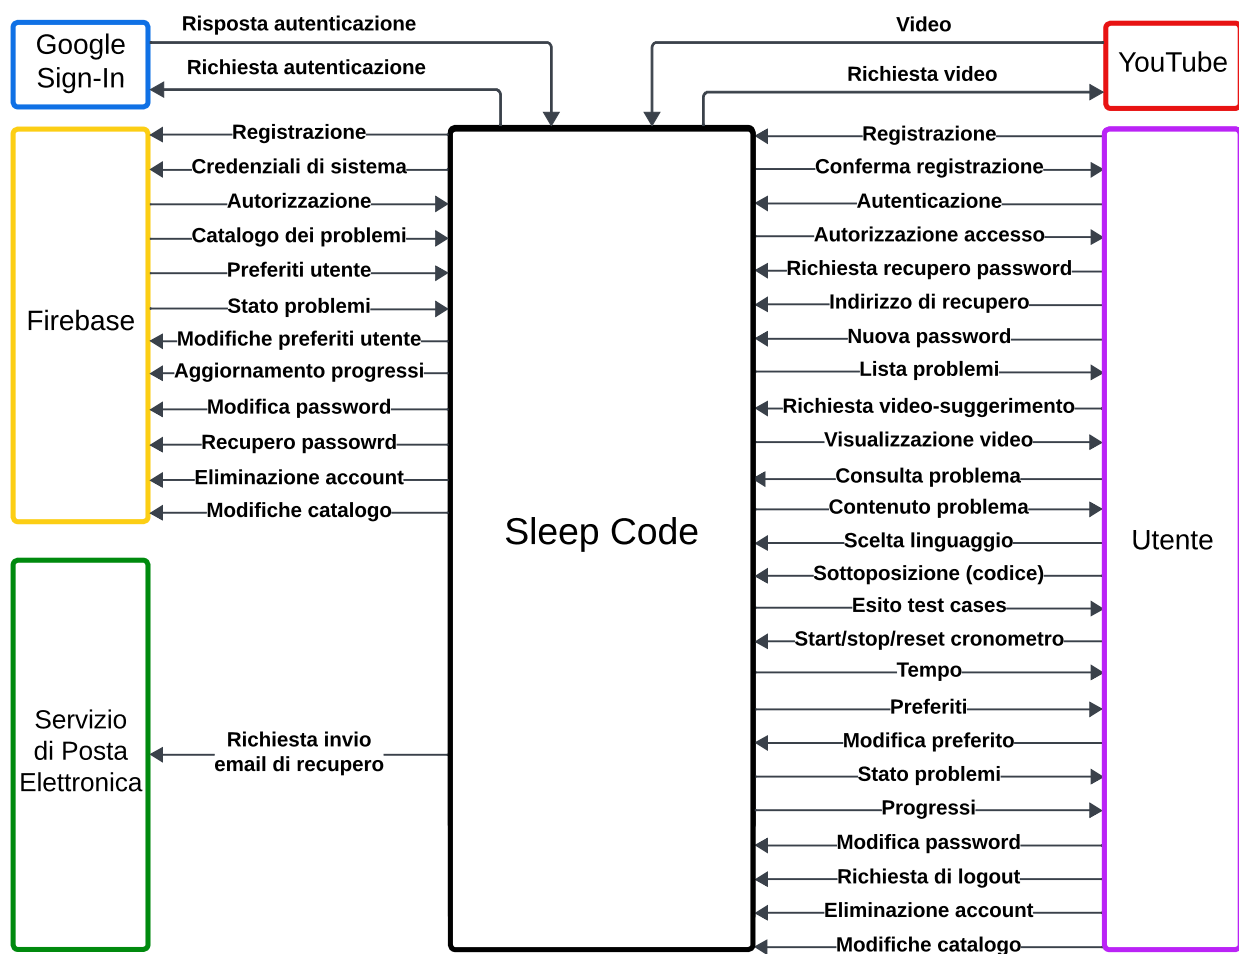 Risposta autenticazione
Video
Google
Sign-In
YouTube
Richiesta autenticazione
Richiesta video
Firebase
Registrazione
Credenziali di sistema
Autorizzazione
Catalogo dei problemi
Preferiti utente
Stato problemi
Modifiche preferiti utente
Aggiornamento progressi
Modifica password
Recupero passowrd
Eliminazione account
Modifiche catalogo
Servizio
di Posta
Elettronica
Richiesta invio
email di recupero
Sleep Code
Registrazione
Conferma registrazione
Autenticazione
Autorizzazione accesso
Richiesta recupero password
Indirizzo di recupero
Nuova password
Lista problemi
Richiesta video-suggerimento
Visualizzazione video
Consulta problema
Contenuto problema
Scelta linguaggio
Sottoposizione (codice)
Esito test cases
Start/stop/reset cronometro
Tempo
Preferiti
Modifica preferito
Stato problemi
Progressi
Modifica password
Richiesta di logout
Eliminazione account
Modifiche catalogo
Utente